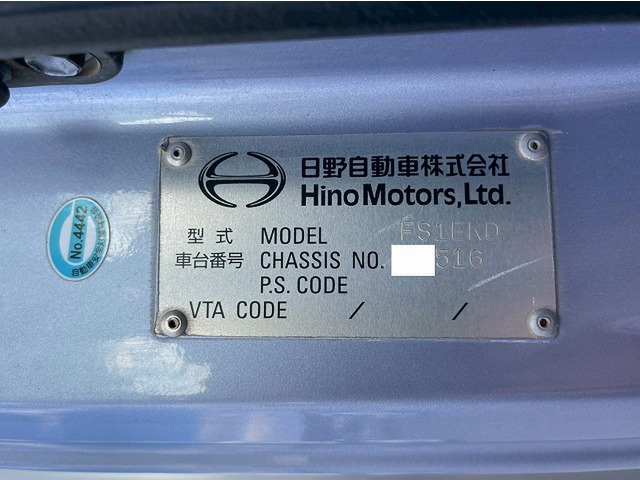 日野自動車株式会社
Hino Motors, Ltd.
型式 MODEL FS1EKD
車台番号 CHASSIS NO. 516
P.S. CODE
VTA CODE / /
No.4442